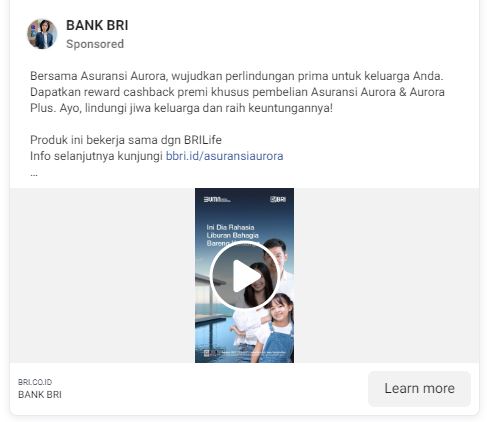 BANK BRI
Sponsored
Bersama Asuransi Aurora, wujudkan perlindungan prima untuk keluarga Anda.
Dapatkan reward cashback premi khusus pembelian Asuransi Aurora & Aurora
Plus. Ayo, lindungi jiwa keluarga dan raih keuntungannya!
Produk ini bekerja sama dgn BRILife
Info selanjutnya kunjungi bbri.id/asuransiaurora
...
BUMN
BRI
Ini Dia Rahasia
Liburan Bahagia
Bareng
BRI.CO.ID
BANK BRI
Learn more